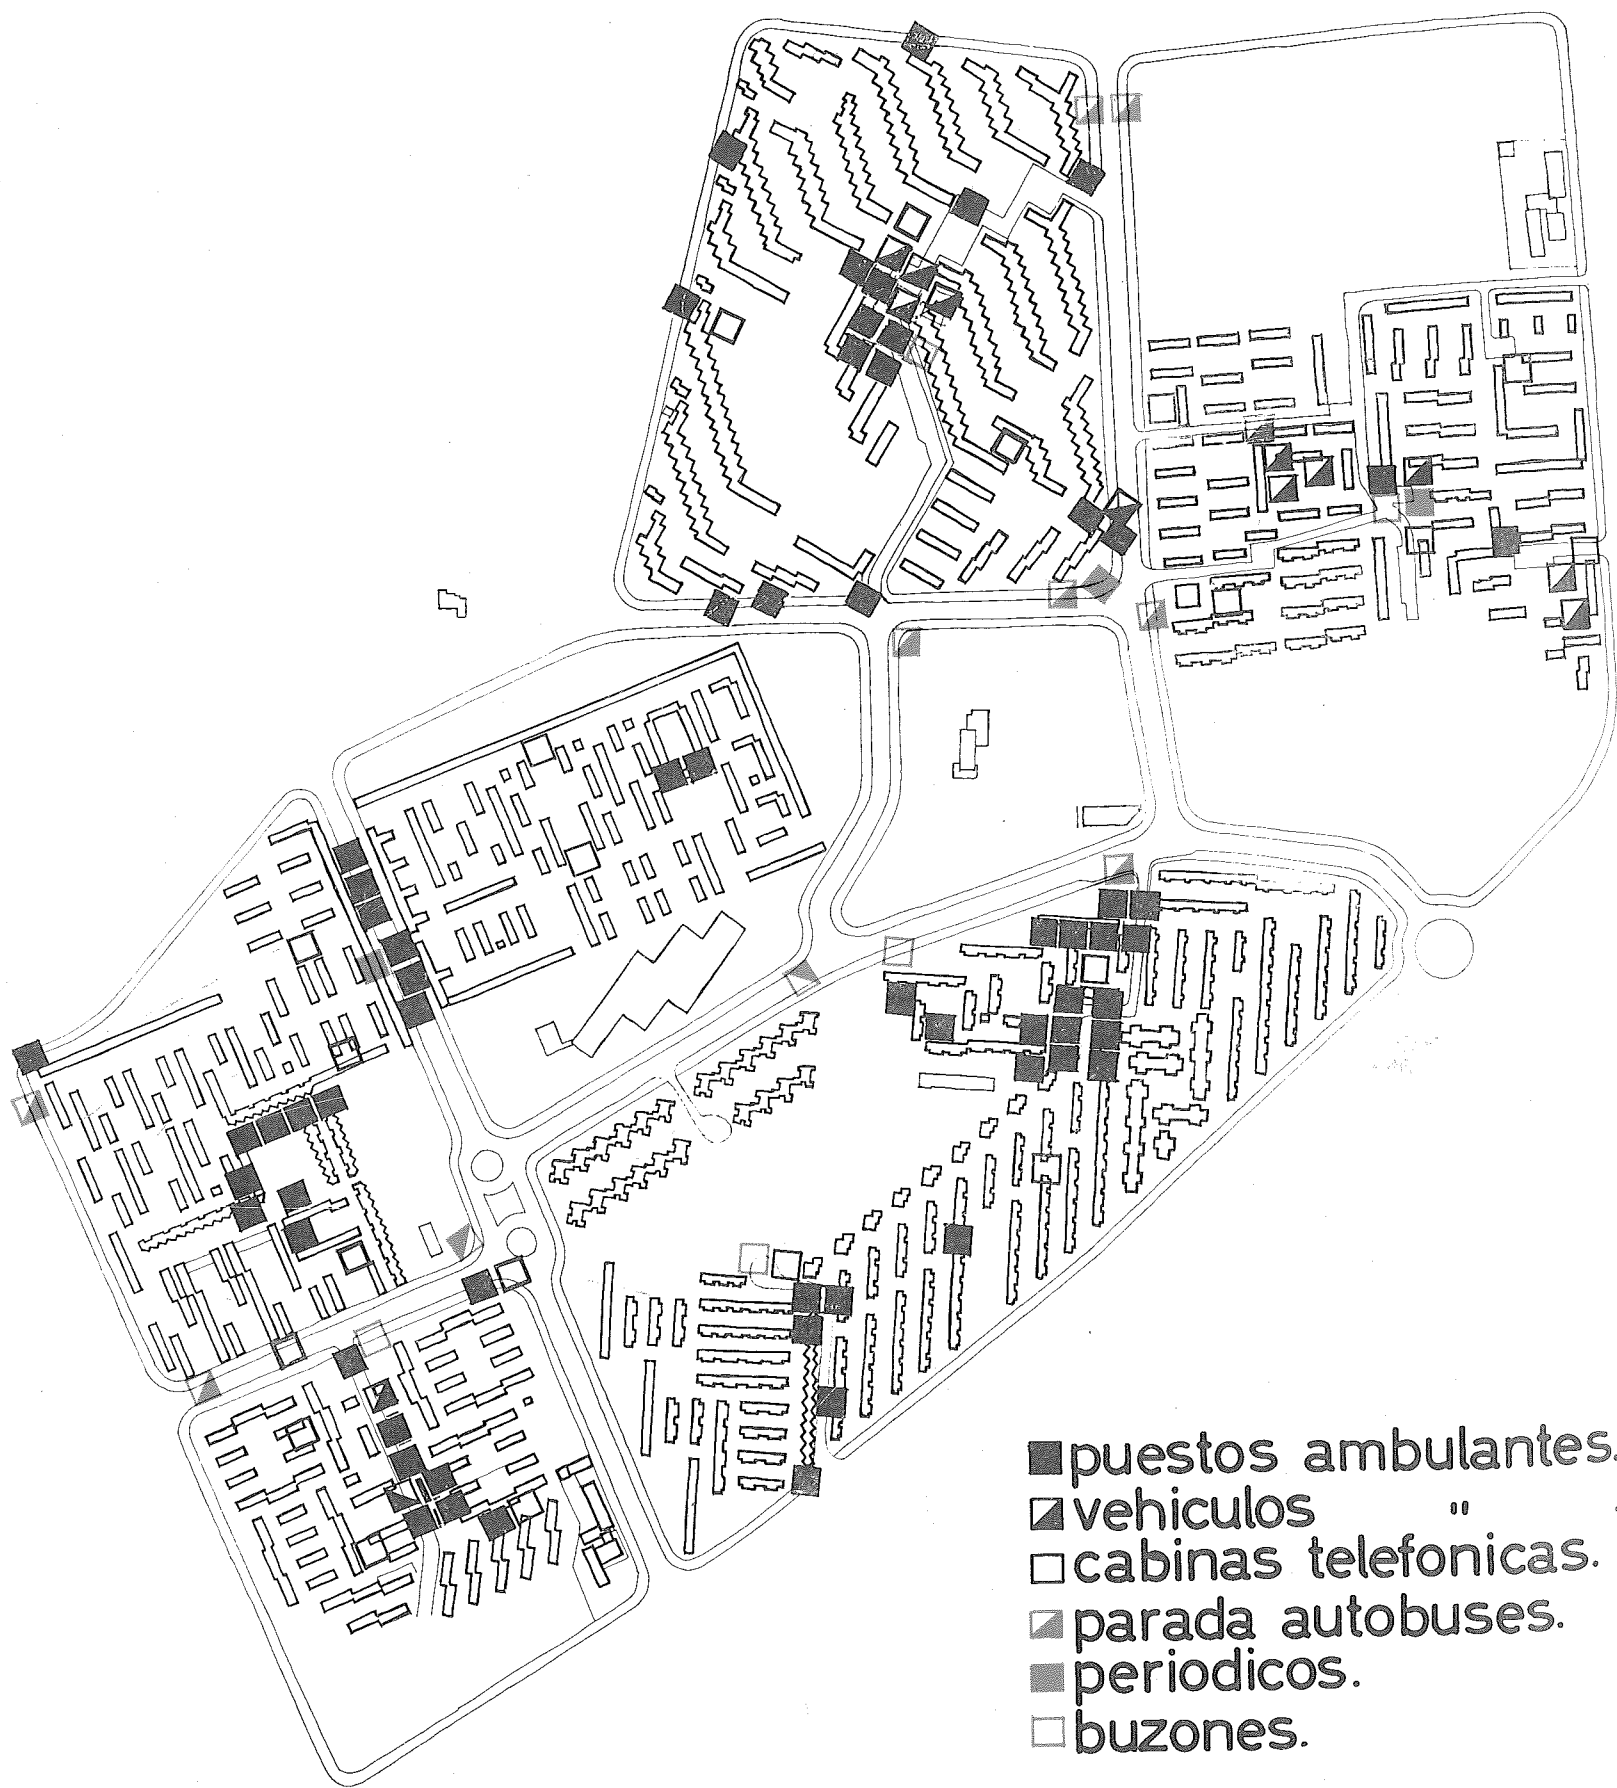 puestos ambulantes.
vehiculos " .
cabinas telefonicas.
parada autobuses.
periodicos.
buzones.